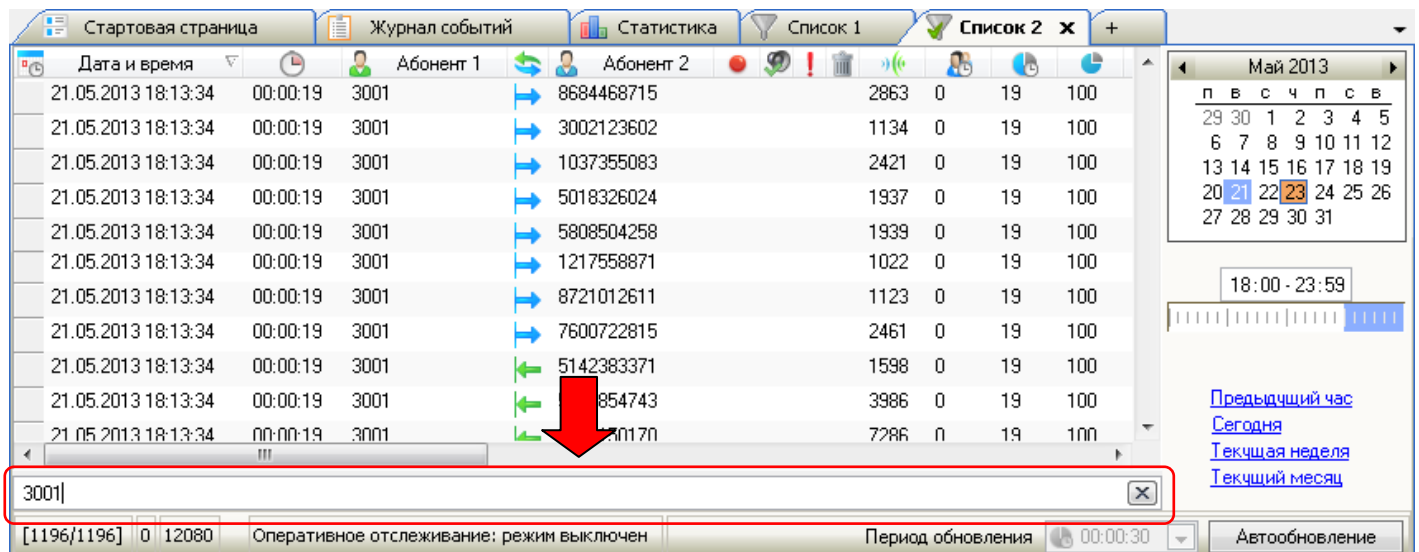 Стартовая страница Журнал событий Статистика Список 1 Список 2 x +
Дата и время Абонент 1 Абонент 2 !
21.05.2013 18:13:34 00:00:19 3001 8684468715 2863 0 19 100
21.05.2013 18:13:34 00:00:19 3001 3002123602 1134 0 19 100
21.05.2013 18:13:34 00:00:19 3001 1037355083 2421 0 19 100
21.05.2013 18:13:34 00:00:19 3001 5018326024 1937 0 19 100
21.05.2013 18:13:34 00:00:19 3001 5808504258 1939 0 19 100
21.05.2013 18:13:34 00:00:19 3001 1217558871 1022 0 19 100
21.05.2013 18:13:34 00:00:19 3001 8721012611 1123 0 19 100
21.05.2013 18:13:34 00:00:19 3001 7600722815 2461 0 19 100
21.05.2013 18:13:34 00:00:19 3001 5142383371 1598 0 19 100
21.05.2013 18:13:34 00:00:19 3001 854743 3986 0 19 100
21.05.2013 18:13:34 00:00:19 3001 50170 7286 0 19 100
3001
[1196/1196] 0 12080 Оперативное отслеживание: режим выключен Период обновления 00:00:30 Автообновление
Май 2013
п в с ч п с в
29 30 1 2 3 4 5
6 7 8 9 10 11 12
13 14 15 16 17 18 19
20 21 22 23 24 25 26
27 28 29 30 31
18:00 - 23:59
Предыдущий час
Сегодня
Текущая неделя
Текущий месяц